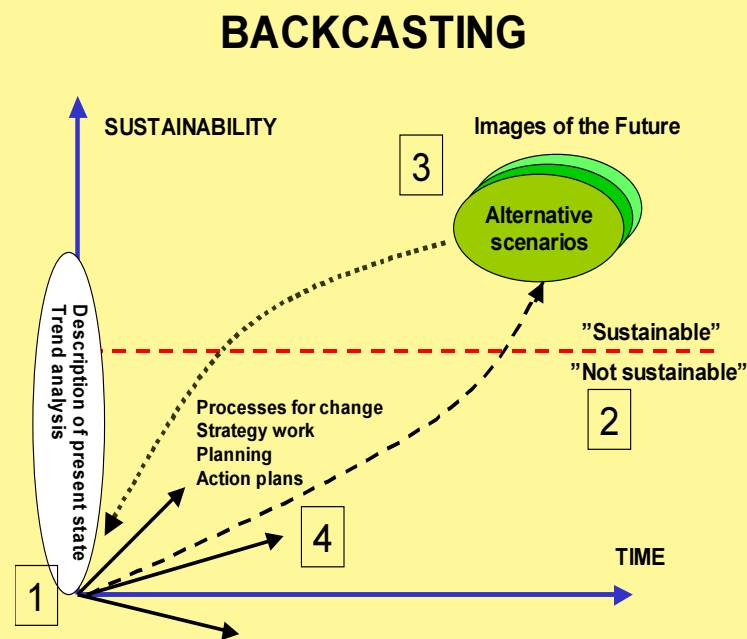 BACKCASTING
SUSTAINABILITY
Images of the Future
3
Alternative
scenarios
Description of present state
Trend analysis
”Sustainable”
”Not sustainable”
2
Processes for change
Strategy work
Planning
Action plans
4
TIME
1